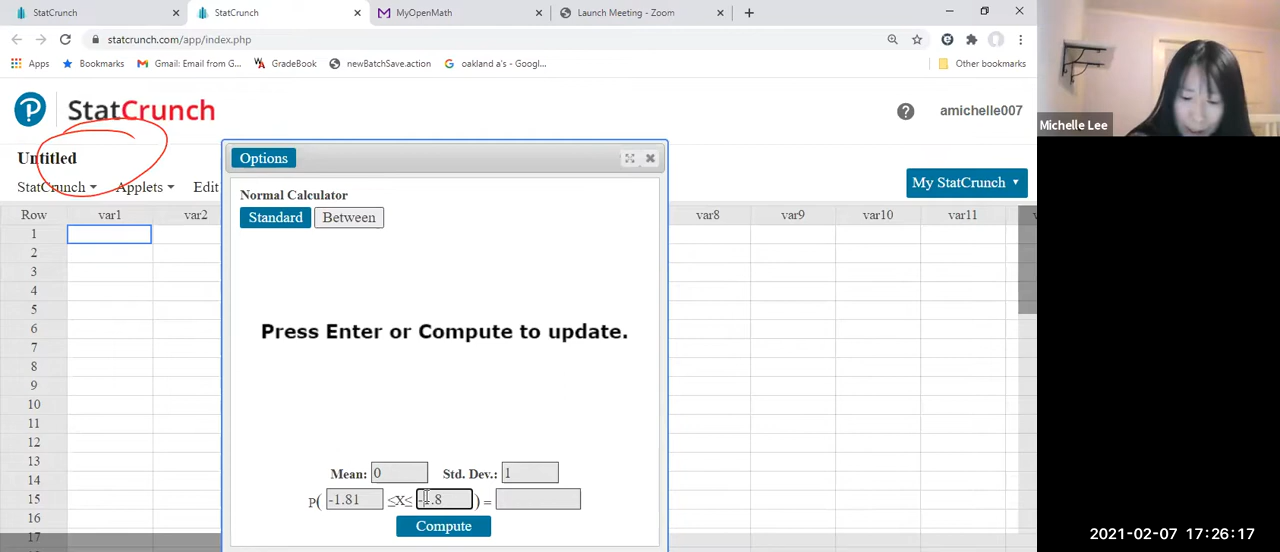 StatCrunch
StatCrunch
MyOpenMath
Launch Meeting - Zoom
statcrunch.com/app/index.php
Apps
Bookmarks
Gmail: Email from G...
GradeBook
newBatchSave.action
oakland a's - Googl...
Other bookmarks
P StatCrunch
amichelle007
Michelle Lee
Untitled
StatCrunch
Applets
Edit
My StatCrunch
Options
Normal Calculator
Standard
Between
Row var1 var2 var8 var9 var10 var11
1
2
3
4
5
6
7
8
9
10
11
12
13
14
15
16
17
Press Enter or Compute to update.
Mean: 0 Std. Dev.: 1
P( -1.81 ≤X≤ -1.8 ) =
Compute
2021-02-07 17:26:17